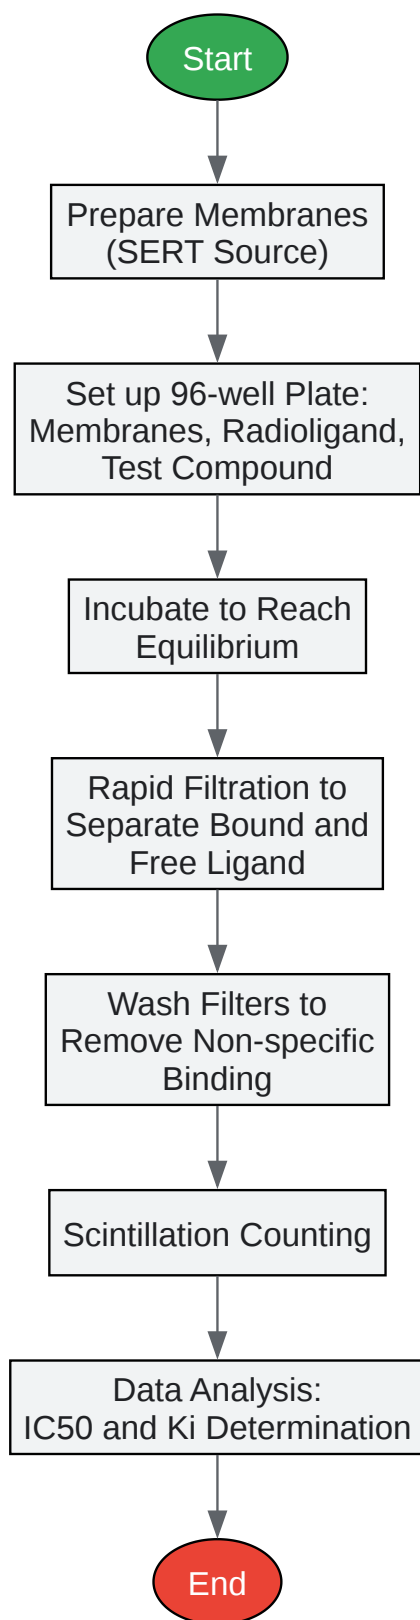 Start
Prepare Membranes
(SERT Source)
Set up 96-well Plate:
Membranes, Radioligand,
Test Compound
Incubate to Reach
Equilibrium
Rapid Filtration to
Separate Bound and
Free Ligand
Wash Filters to
Remove Non-specific
Binding
Scintillation Counting
Data Analysis:
IC50 and Ki Determination
End